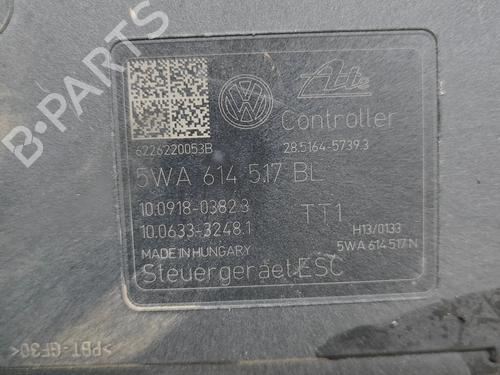 Ate
Controller
6226220053B 28.5164-5739.3
5WA 614 517 BL
10.0918-0382.3 TT1
10.0633-3248.1 H13/0133
MADE IN HUNGARY 5WA 614 517 N
Steuergeraet ESC
>PBT-GF30<
B-PARTS